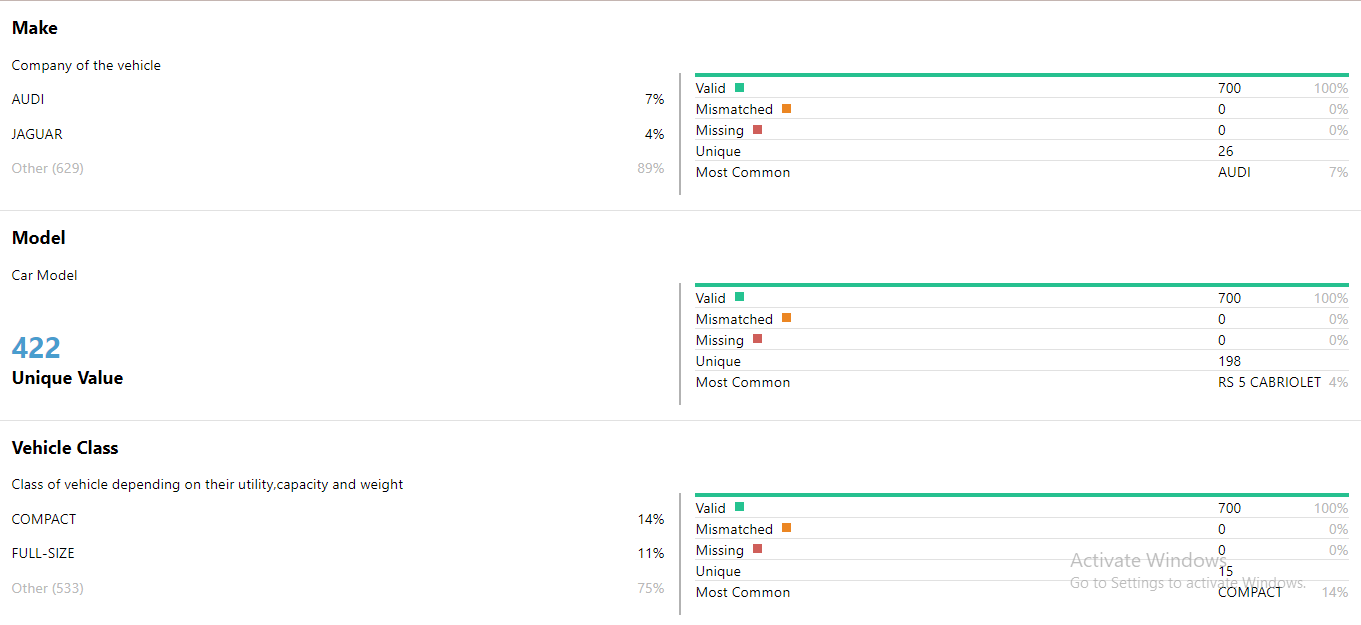 Make
Company of the vehicle
AUDI 7%
JAGUAR 4%
Other (629) 89%
Valid 700 100%
Mismatched 0 0%
Missing 0 0%
Unique 26
Most Common AUDI 7%
Model
Car Model
422
Unique Value
Valid 700 100%
Mismatched 0 0%
Missing 0 0%
Unique 198
Most Common RS 5 CABRIOLET 4%
Vehicle Class
Class of vehicle depending on their utility,capacity and weight
COMPACT 14%
FULL-SIZE 11%
Other (533) 75%
Valid 700 100%
Mismatched 0 0%
Missing 0 0%
Unique 15
Most Common COMPACT 14%
Activate Windows
Go to Settings to activate Windows.